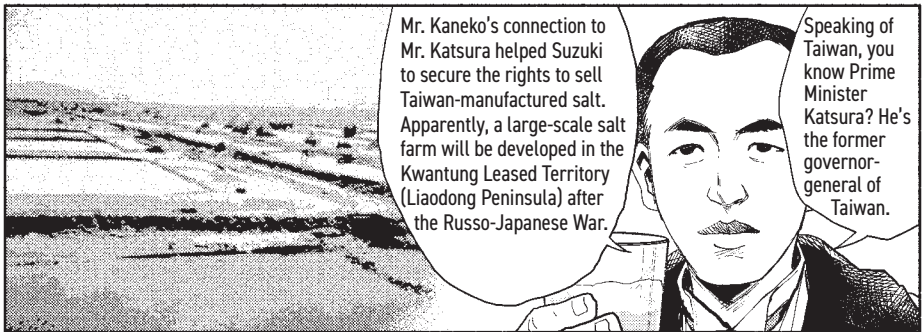 Speaking of
Taiwan, you
know Prime
Minister
Katsura? He's
the former
governor-
general of
Taiwan.
Mr. Kaneko's connection to
Mr. Katsura helped Suzuki
to secure the rights to sell
Taiwan-manufactured salt.
Apparently, a large-scale salt
farm will be developed in the
Kwantung Leased Territory
(Liaodong Peninsula) after
the Russo-Japanese War.